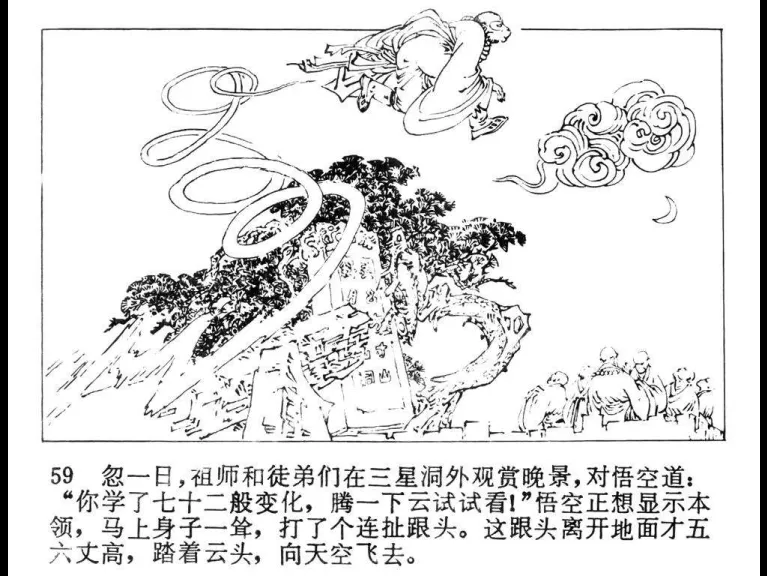 59 忽一日，祖师和徒弟们在三星洞外观赏晚景，对悟空道：
“你学了七十二般变化，腾一下云试试看！”悟空正想显示本
领，马上身子一耸，打了个连扯跟头。这跟头离开地面才五
六丈高，踏着云头，向天空飞去。